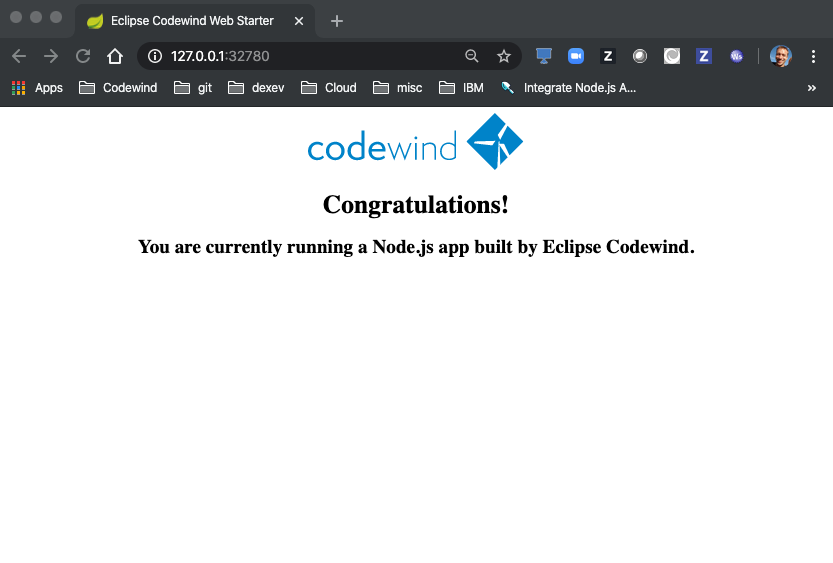 Eclipse Codewind Web Starter
127.0.0.1:32780
Z
Z
Ws
Apps
Codewind
git
dexev
Cloud
misc
IBM
Integrate Node.js A...
codewind
Congratulations!
You are currently running a Node.js app built by Eclipse Codewind.